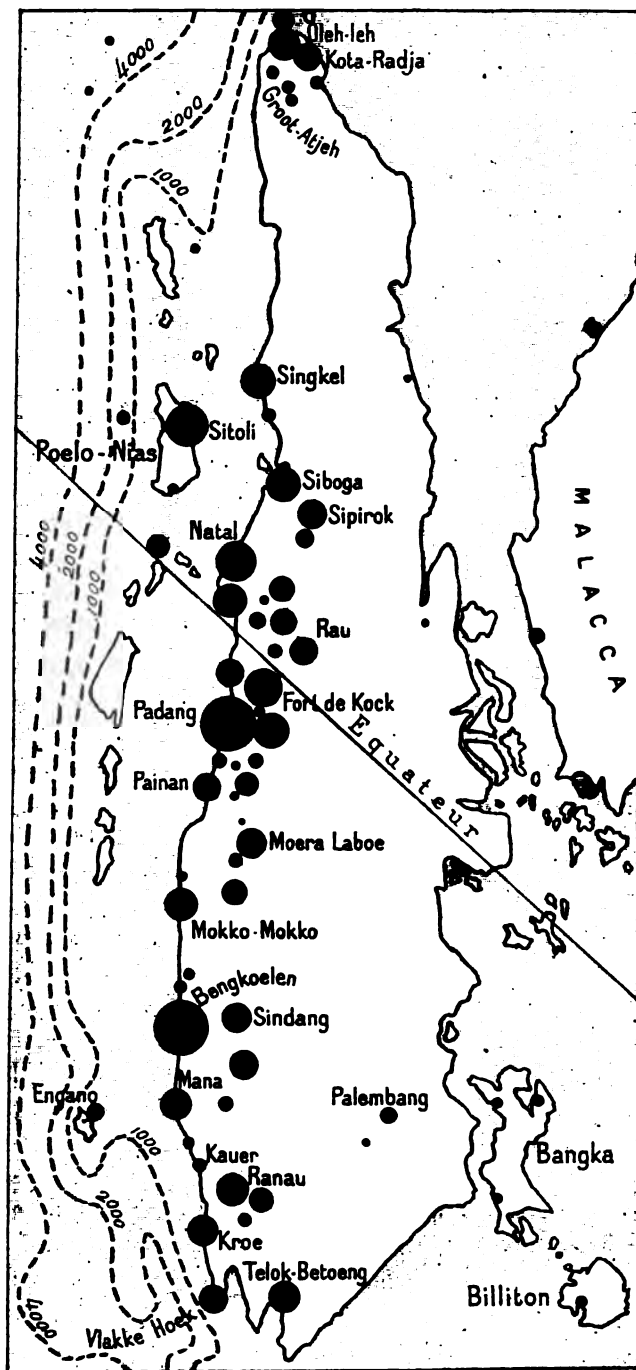 4000
2000
1000
Oleh-leh
Kota-Radja
Groot-Atjeh
Singkel
Sitoli
Poelo-Nias
Siboga
Sipirok
MALACCA
Natal
4000
2000
1000
Rau
Fort de Kock
Padang
Equateur
Painan
Moera Laboe
Mokko-Mokko
Bengkoelen
Sindang
Mana
Engano
Palembang
Kauer
1000
Bangka
Ranau
2000
Kroe
Telok-Betoeng
Billiton
Vlakke Hoek
4000